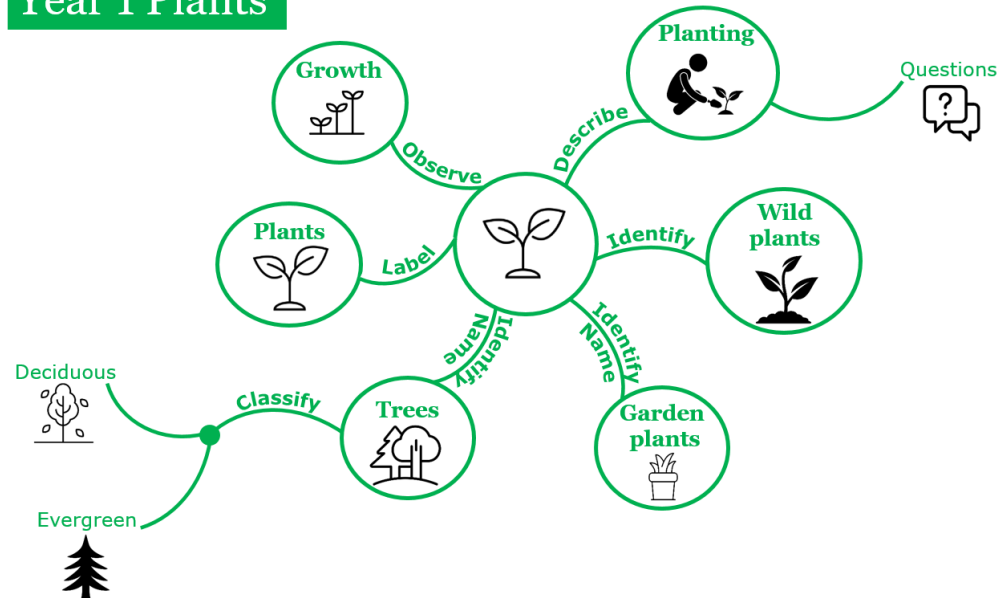 Year 1 Plants
Growth
Planting
Questions
?
Observe
Describe
Plants
Label
Identify
Wild
plants
Identify
Name
Identify
Name
Deciduous
Classify
Trees
Garden
plants
Evergreen